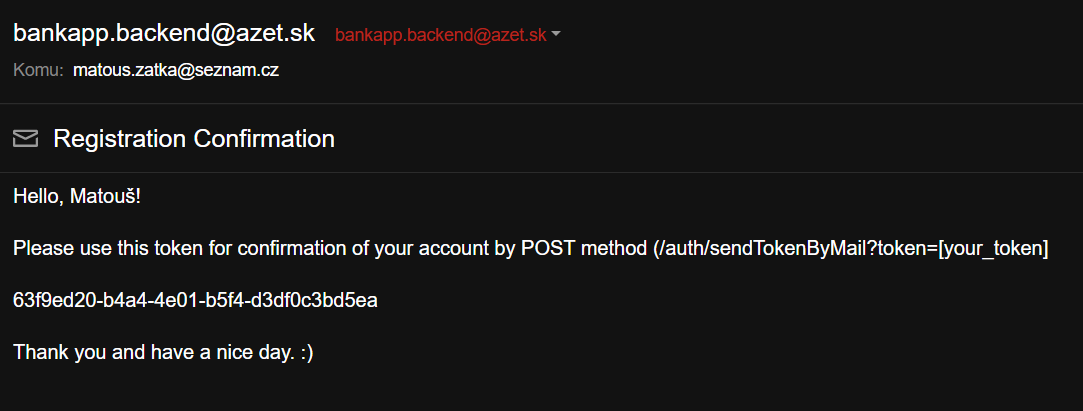 bankapp.backend@azet.sk bankapp.backend@azet.sk
Komu: matous.zatka@seznam.cz
Registration Confirmation
Hello, Matouš!
Please use this token for confirmation of your account by POST method (/auth/sendTokenByMail?token=[your_token]
63f9ed20-b4a4-4e01-b5f4-d3df0c3bd5ea
Thank you and have a nice day. :)